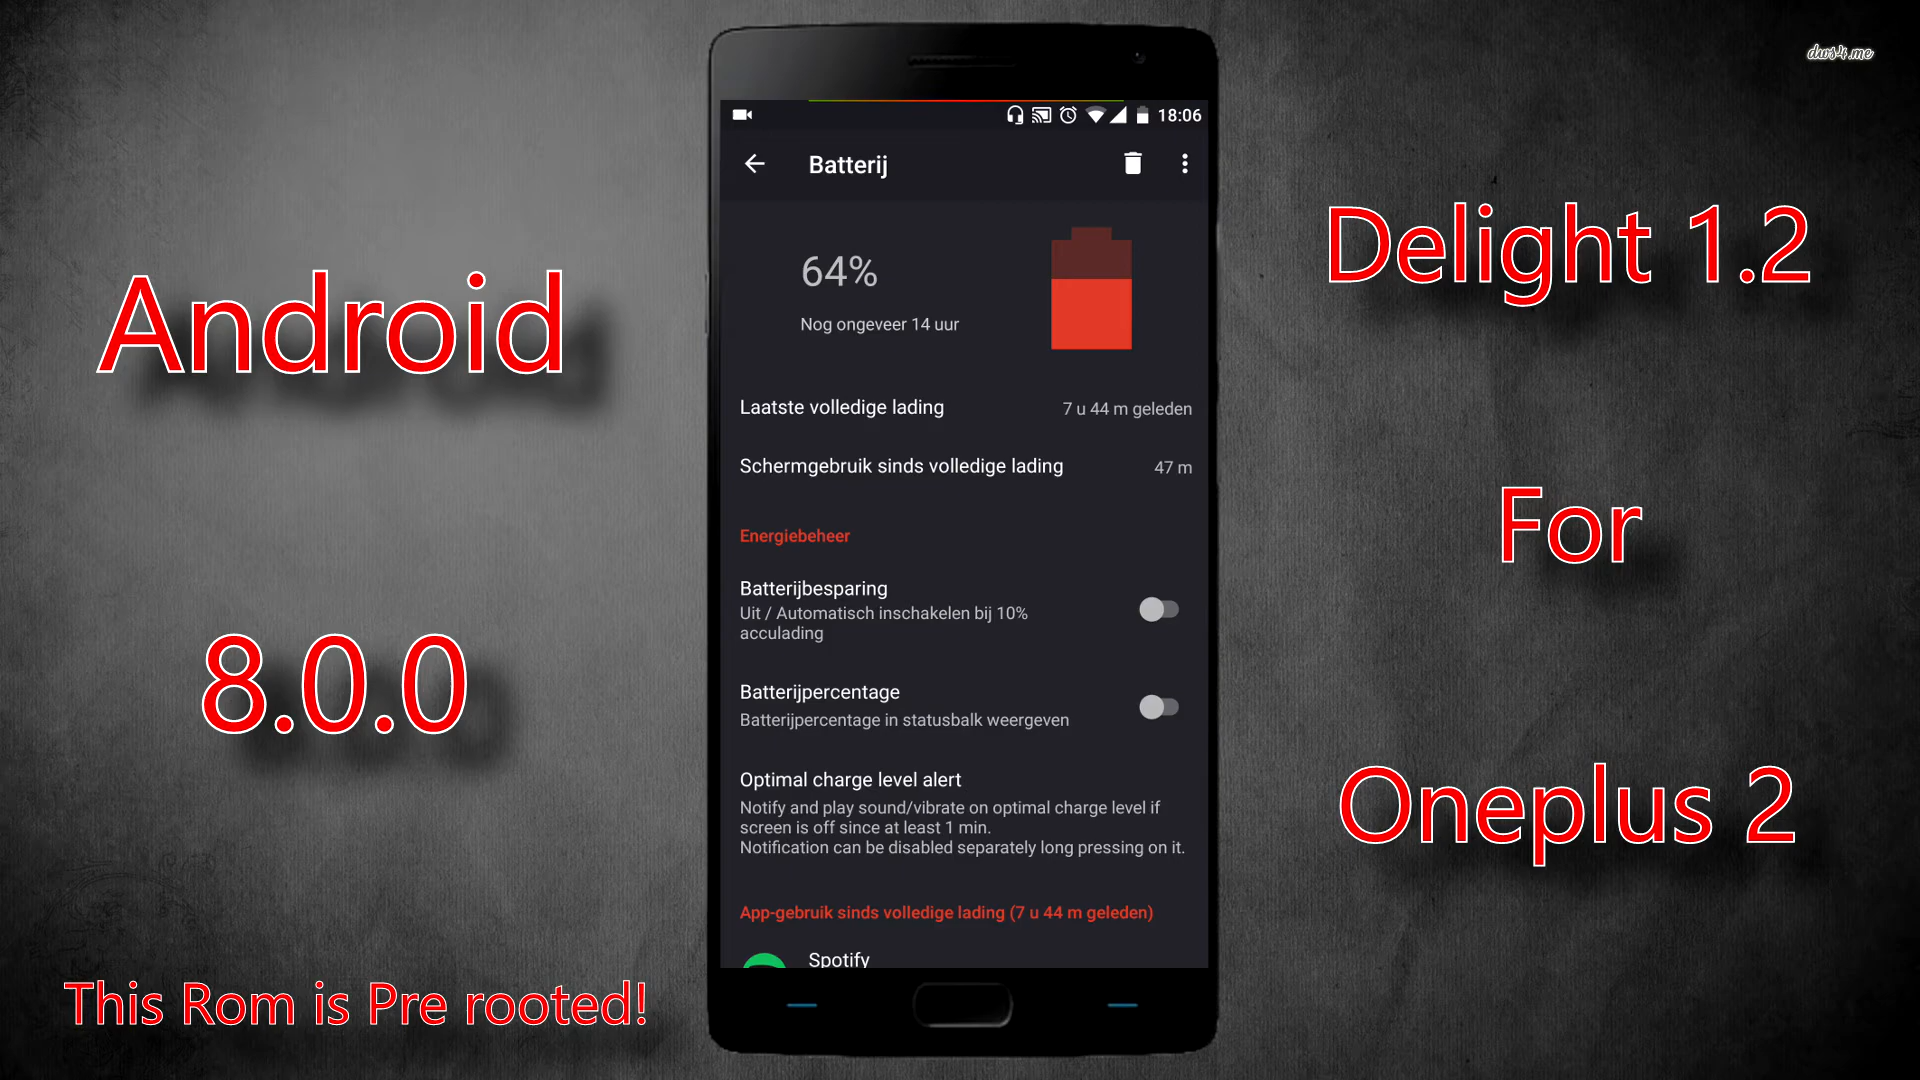 dws4.me
18:06
Batterij
64%
Nog ongeveer 14 uur
Laatste volledige lading 7 u 44 m geleden
Schermgebruik sinds volledige lading 47 m
Energiebeheer
Batterijbesparing
Uit / Automatisch inschakelen bij 10%
acculading
Batterijpercentage
Batterijpercentage in statusbalk weergeven
Optimal charge level alert
Notify and play sound/vibrate on optimal charge level if
screen is off since at least 1 min.
Notification can be disabled separately long pressing on it.
App-gebruik sinds volledige lading (7 u 44 m geleden)
Spotify
Android
8.0.0
This Rom is Pre rooted!
Delight 1.2
For
Oneplus 2